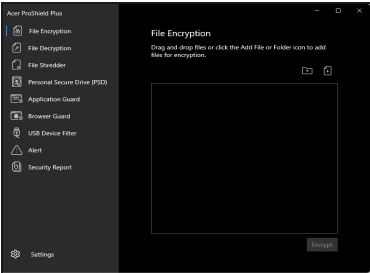 Acer ProShield Plus
File Encryption
File Decryption
File Shredder
Personal Secure Drive (PSD)
Application Guard
Browser Guard
USB Device Filter
Alert
Security Report
Settings
File Encryption
Drag and drop files or click the Add File or Folder icon to add
files for encryption.
Encrypt